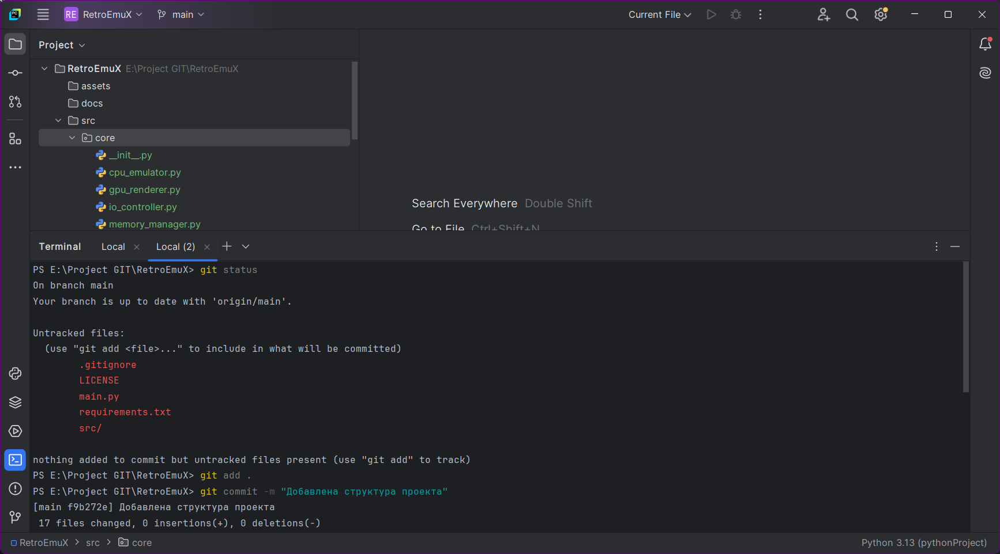 PC
RE RetroEmuX main Current File
Project
RetroEmuX E:\Project GIT\RetroEmuX
assets
docs
src
core
__init__.py
cpu_emulator.py
gpu_renderer.py
io_controller.py
memory_manager.py
Search Everywhere Double Shift
Go to File Ctrl+Shift+N
Terminal Local Local (2)
PS E:\Project GIT\RetroEmuX> git status
On branch main
Your branch is up to date with 'origin/main'.
Untracked files:
(use "git add <file>..." to include in what will be committed)
.gitignore
LICENSE
main.py
requirements.txt
src/
nothing added to commit but untracked files present (use "git add" to track)
PS E:\Project GIT\RetroEmuX> git add .
PS E:\Project GIT\RetroEmuX> git commit -m "Добавлена структура проекта"
[main f9b272e] Добавлена структура проекта
17 files changed, 0 insertions(+), 0 deletions(-)
RetroEmuX > src > core Python 3.13 (pythonProject)